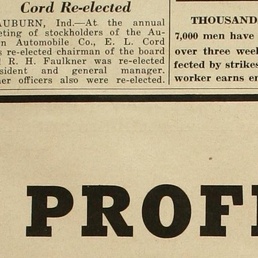 Cord Re-elected
AUBURN, Ind.—At the annual
eting of stockholders of the Au-
n Automobile Co., E. L. Cord
s re-elected chairman of the board
R. H. Faulkner was re-elected
sident and general manager.
er officers also were re-elected.
THOUSAND
7,000 men have
over three week
fected by strikes
worker earns en
PROF